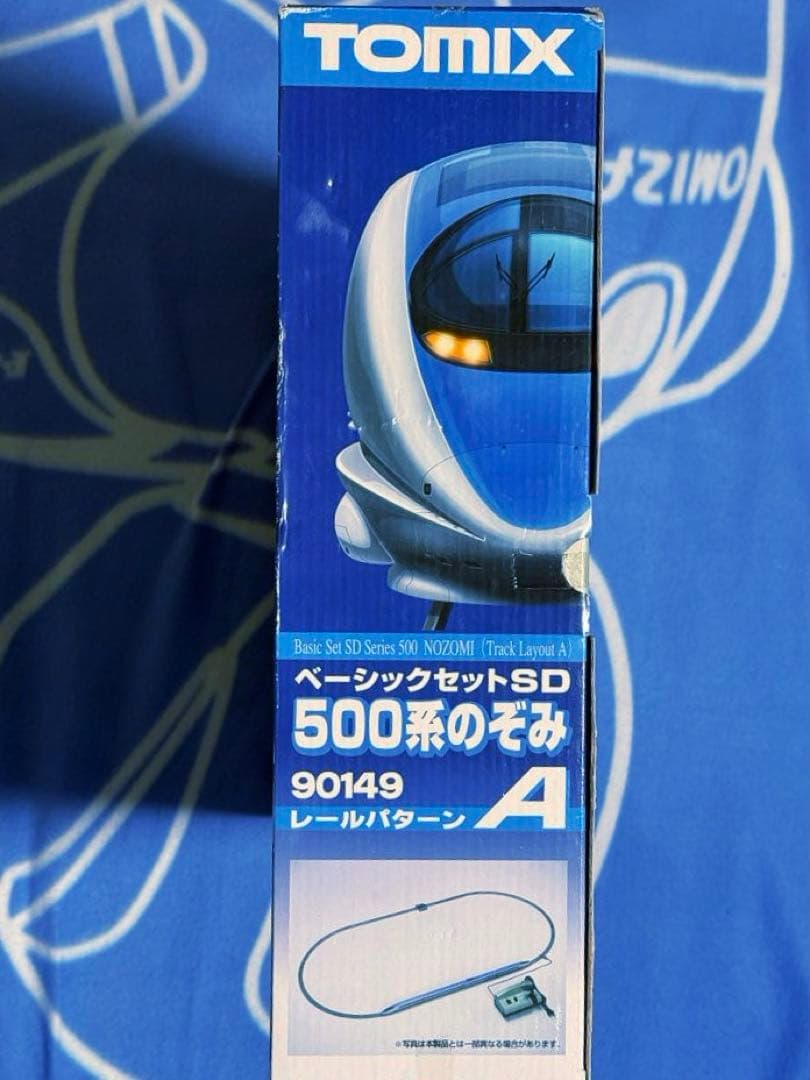 TOMIX
Basic Set SD Series 500 NOZOMI (Track Layout A)
ベーシックセットSD
500系のぞみ
90149
レールパターン A
※写真は本製品とは一部異なる場合があります。